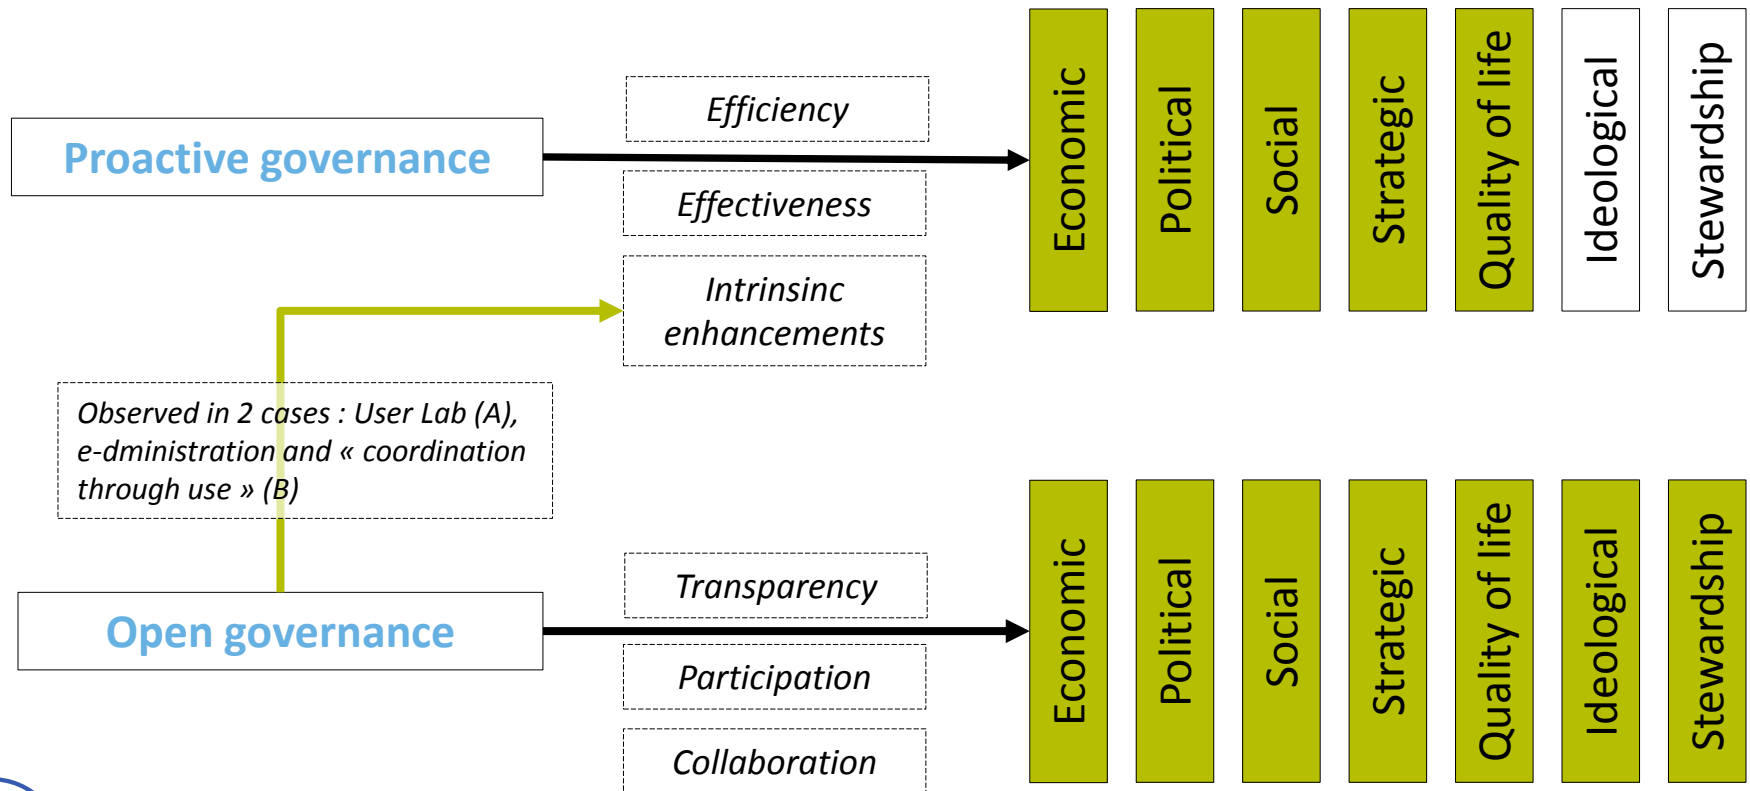 Proactive governance
Efficiency
Effectiveness
Intrinsinc
enhancements
Economic
Political
Social
Strategic
Quality of life
Ideological
Stewardship
Observed in 2 cases : User Lab (A),
e-dministration and « coordination
through use » (B)
Open governance
Transparency
Participation
Collaboration
Economic
Political
Social
Strategic
Quality of life
Ideological
Stewardship